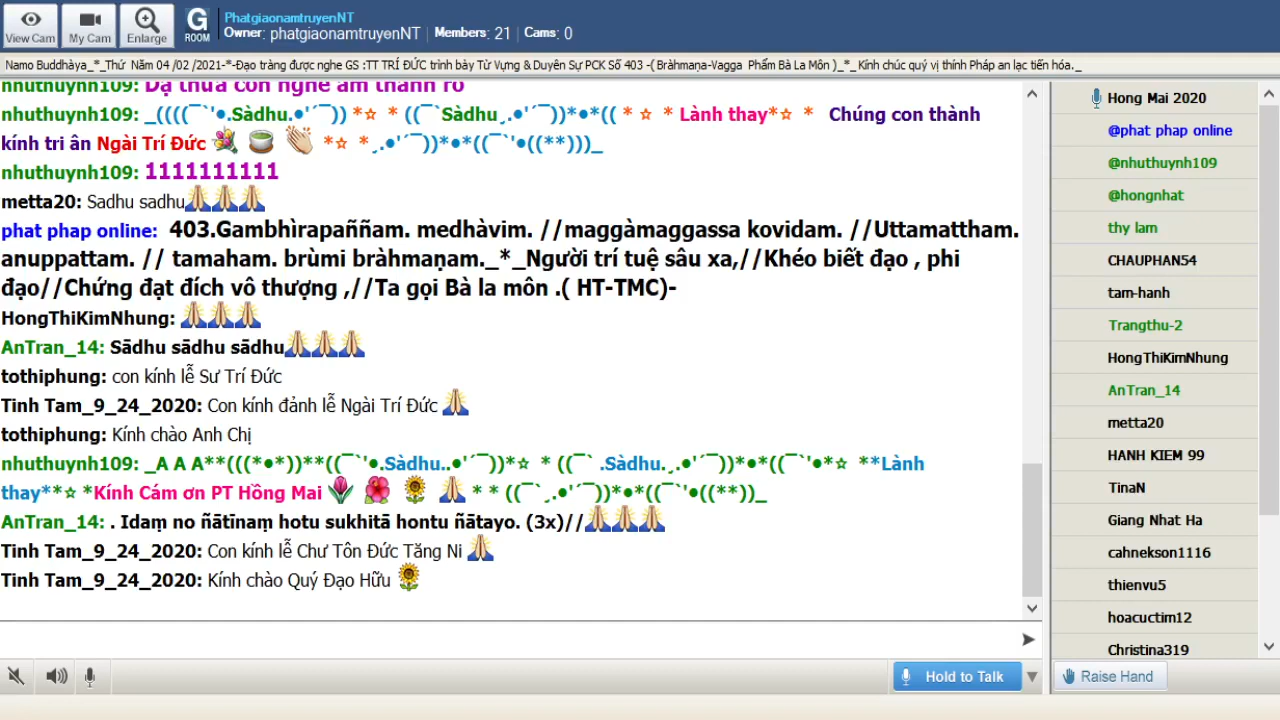 PhatgiaonamtruyenNT
G ROOM Owner: phatgiaonamtruyenNT | Members: 21 | Cams: 0
View Cam My Cam Enlarge
Namo Buddhàya_*_Thứ Năm 04 /02 /2021-*-Đạo tràng được nghe GS :TT TRÍ ĐỨC trình bày Từ Vựng & Duyên Sự PCK Số 403 -( Bràhmaṇa-Vagga Phẩm Bà La Môn )_*_ Kính chúc quý vị thính Pháp an lạc tiến hóa._
nhuthuynh109: Dạ thưa con nghe âm thanh rõ
nhuthuynh109: _((((¯`'•.Sàdhu.•'´¯)) *☆ * ((¯`Sàdhu¸.•'´¯))*•*(( * ☆ * Lành thay*☆ * Chúng con thành
kính tri ân Ngài Trí Đức 💐 🍵 👏 *☆ *¸.•'´¯))*•*((¯`'•((**)))_
nhuthuynh109: 1111111111
metta20: Sadhu sadhu🙏🙏🙏
phat phap online: 403.Gambhìrapaññam. medhàvim. //maggàmaggassa kovidam. //Uttamattham.
anuppattam. // tamaham. brùmi bràhmaṇam._*_Người trí tuệ sâu xa,//Khéo biết đạo , phi
đạo//Chứng đạt đích vô thượng ,//Ta gọi Bà la môn .( HT-TMC)-
HongThiKimNhung: 🙏🙏🙏
AnTran_14: Sādhu sādhu sādhu🙏🙏🙏
tothiphung: con kính lễ Sư Trí Đức
Tinh Tam_9_24_2020: Con kính đảnh lễ Ngài Trí Đức 🙏
tothiphung: Kính chào Anh Chị
nhuthuynh109: _A A A**(((*•*))**((¯`'•.Sàdhu..•'´¯))*☆ * ((¯` .Sàdhu.¸.•'´¯))*•*((¯`'•*☆ **Lành
thay**☆ *Kính Cám ơn PT Hồng Mai 🌷 🌺 🌻 🙏 * * ((¯`¸.•'´¯))*•*((¯`'•((**))_
AnTran_14: . Idaṃ no ñātīnaṃ hotu sukhitā hontu ñātayo. (3x)//🙏🙏🙏
Tinh Tam_9_24_2020: Con kính lễ Chư Tôn Đức Tăng Ni 🙏
Tinh Tam_9_24_2020: Kính chào Quý Đạo Hữu 🌻
Hold to Talk
Hong Mai 2020
@phat phap online
@nhuthuynh109
@hongnhat
thy lam
CHAUPHAN54
tam-hanh
Trangthu-2
HongThiKimNhung
AnTran_14
metta20
HANH KIEM 99
TinaN
Giang Nhat Ha
cahnekson1116
thienvu5
hoacuctim12
Christina319
Raise Hand